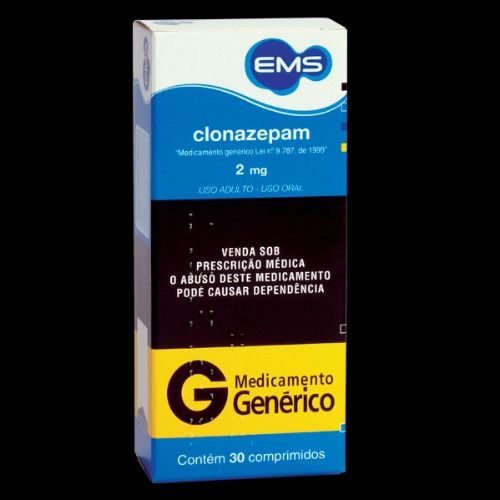 EMS
clonazepam
"Medicamento genérico Lei nº 9.787, de 1999"
2 mg
USO ADULTO - USO ORAL
VENDA SOB
PRESCRIÇÃO MÉDICA
O ABUSO DESTE MEDICAMENTO
PODE CAUSAR DEPENDÊNCIA
G
Medicamento
Genérico
Contém 30 comprimidos